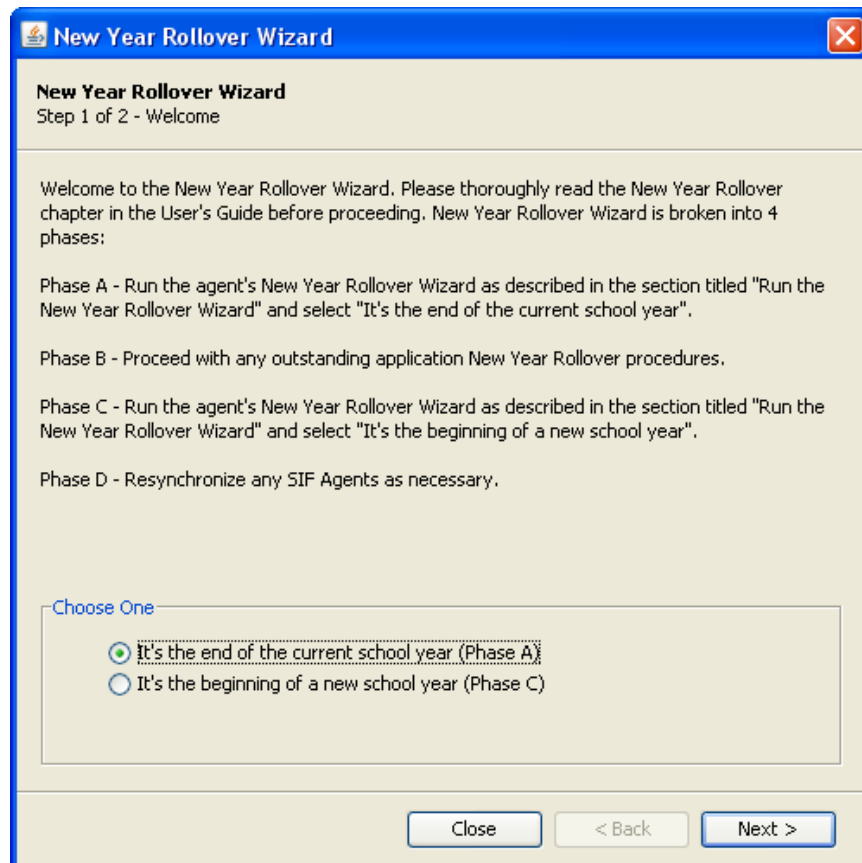 New Year Rollover Wizard
New Year Rollover Wizard
Step 1 of 2 - Welcome
Welcome to the New Year Rollover Wizard. Please thoroughly read the New Year Rollover
chapter in the User's Guide before proceeding. New Year Rollover Wizard is broken into 4
phases:
Phase A - Run the agent's New Year Rollover Wizard as described in the section titled "Run the
New Year Rollover Wizard" and select "It's the end of the current school year".
Phase B - Proceed with any outstanding application New Year Rollover procedures.
Phase C - Run the agent's New Year Rollover Wizard as described in the section titled "Run the
New Year Rollover Wizard" and select "It's the beginning of a new school year".
Phase D - Resynchronize any SIF Agents as necessary.
Choose One
It's the end of the current school year (Phase A)
It's the beginning of a new school year (Phase C)
Close
< Back
Next >